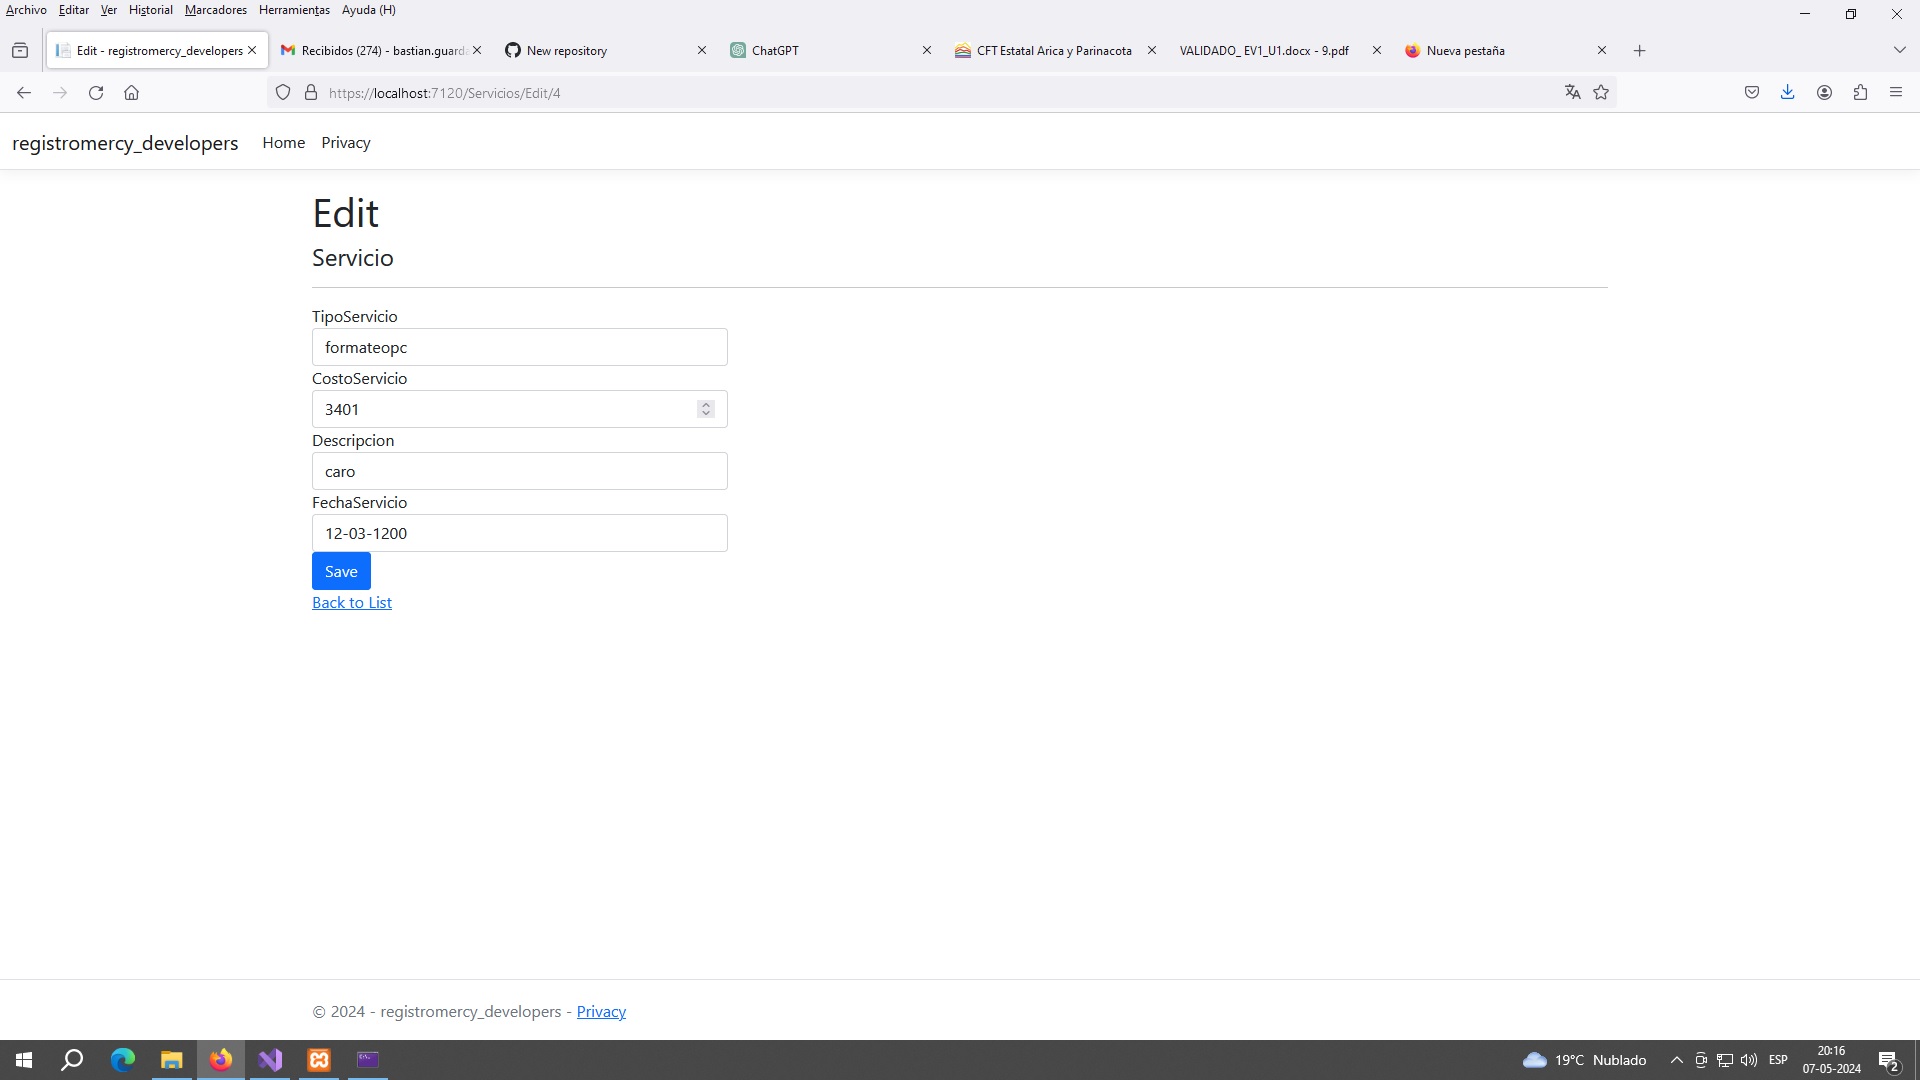 Archivo Editar Ver Historial Marcadores Herramientas Ayuda (H)
Edit - registromercy_developers Recibidos (274) - bastian.guarda New repository ChatGPT CFT Estatal Arica y Parinacota VALIDADO_ EV1_U1.docx - 9.pdf Nueva pestaña
https://localhost:7120/Servicios/Edit/4
registromercy_developers Home Privacy
Edit
Servicio
TipoServicio
formateopc
CostoServicio
3401
Descripcion
caro
FechaServicio
12-03-1200
Save
Back to List
© 2024 - registromercy_developers - Privacy
19°C Nublado ESP 20:16
07-05-2024 2